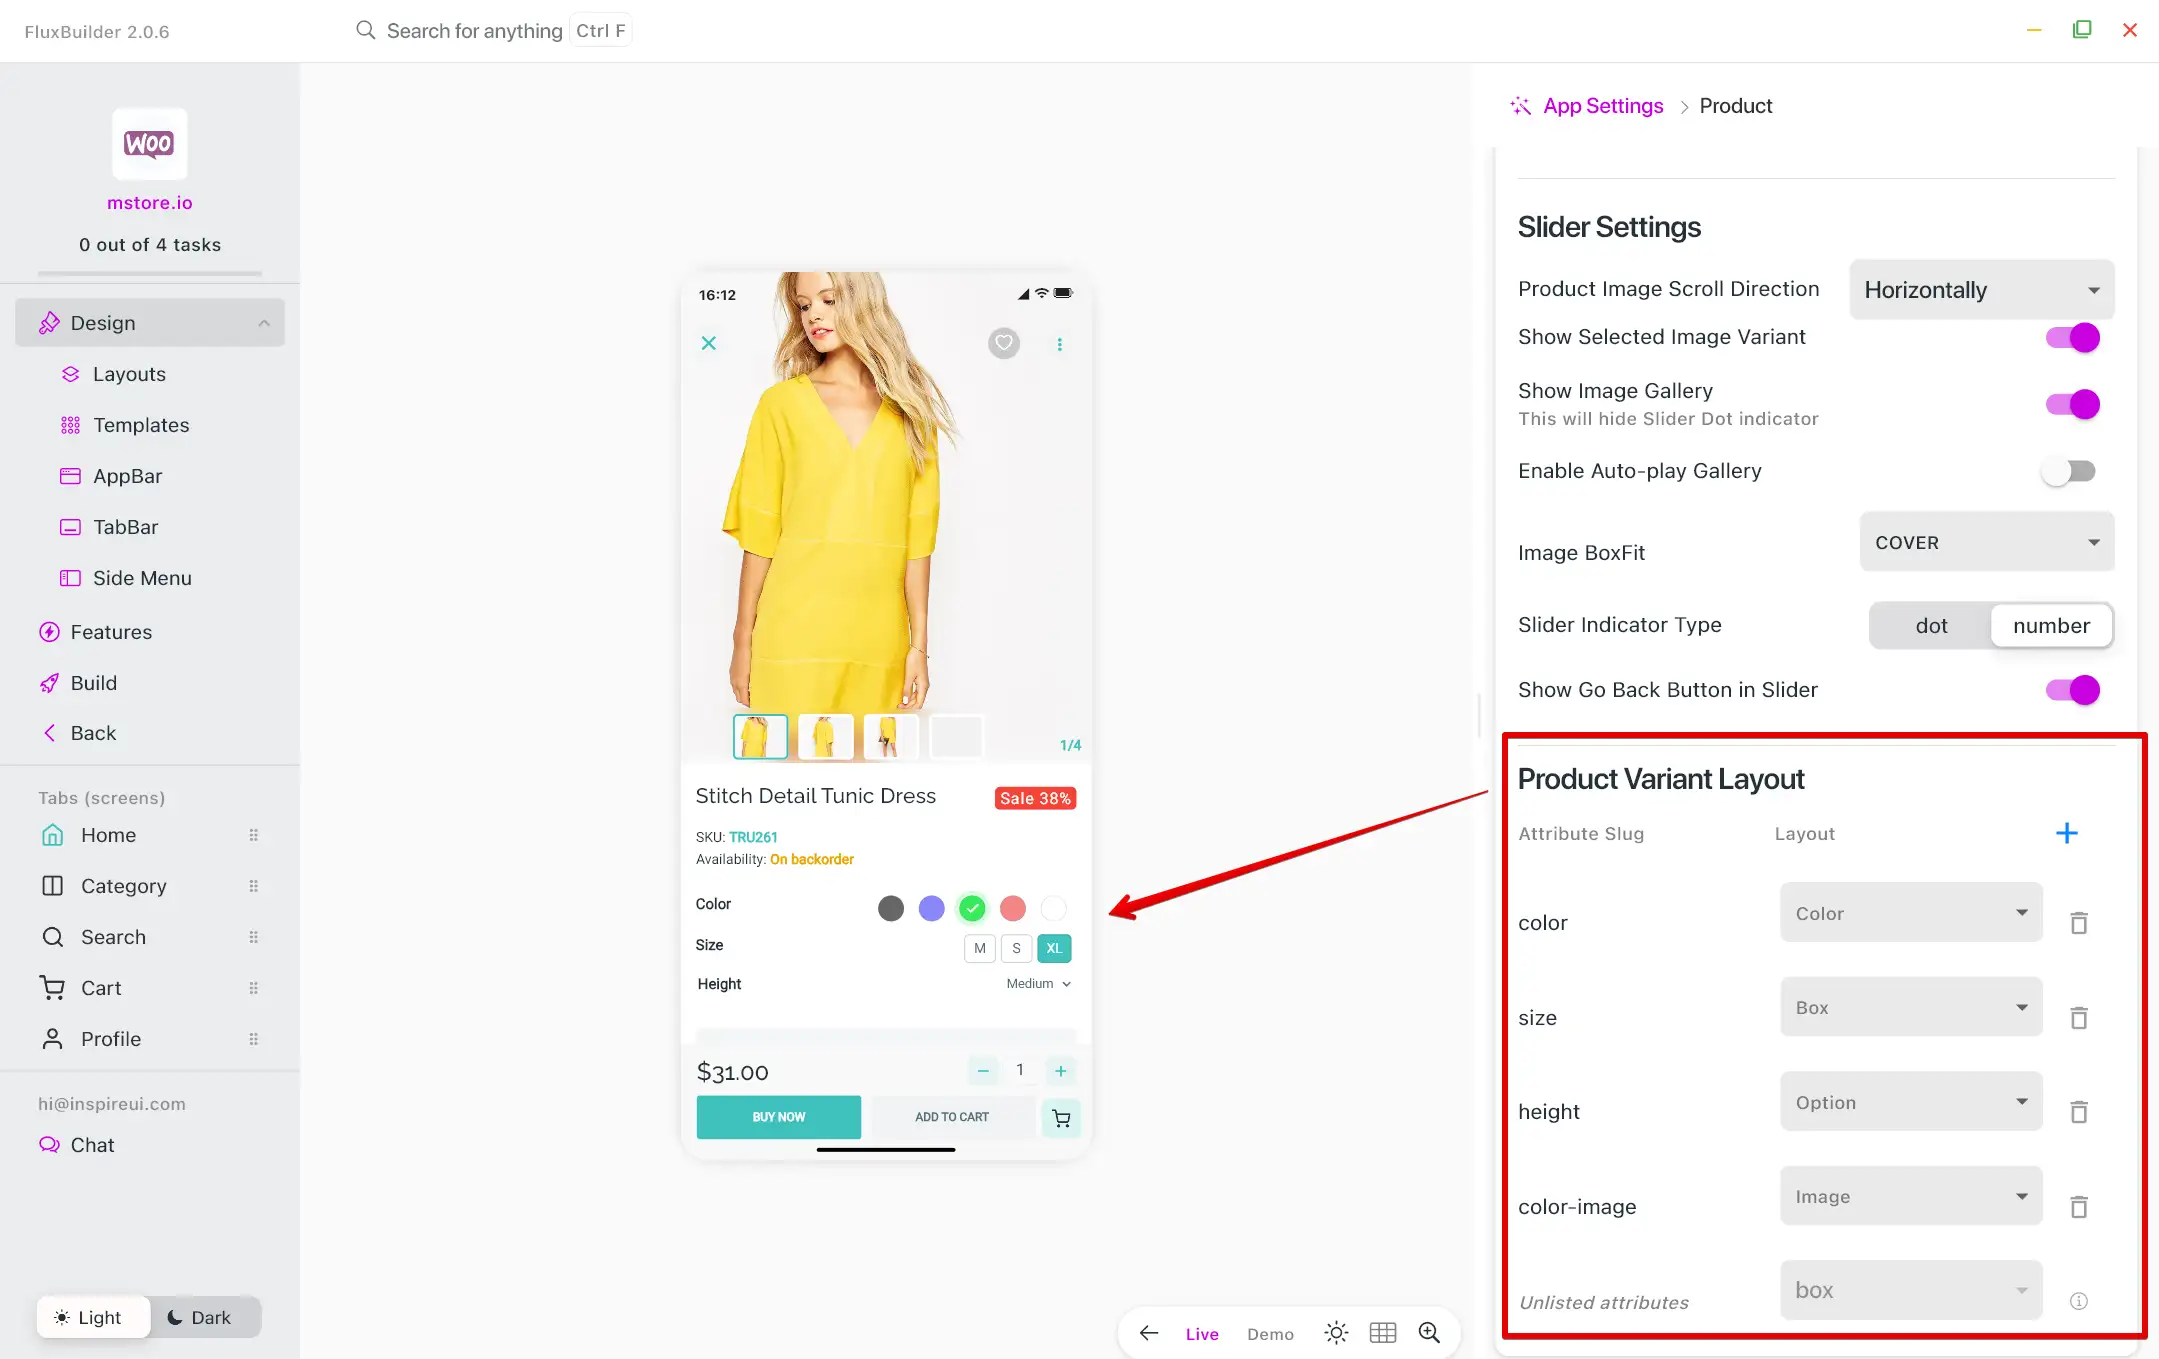 FluxBuilder 2.0.6
Search for anything Ctrl F
WOO
mstore.io
0 out of 4 tasks
Design
Layouts
Templates
AppBar
TabBar
Side Menu
Features
Build
Back
Tabs (screens)
Home
Category
Search
Cart
Profile
hi@inspireui.com
Chat
Light Dark
16:12
1/4
Stitch Detail Tunic Dress Sale 38%
SKU: TRU261
Availability: On backorder
Color
Size M S XL
Height Medium
$31.00 1
BUY NOW ADD TO CART
Live Demo
App Settings > Product
Slider Settings
Product Image Scroll Direction Horizontally
Show Selected Image Variant
Show Image Gallery
This will hide Slider Dot indicator
Enable Auto-play Gallery
Image BoxFit COVER
Slider Indicator Type dot number
Show Go Back Button in Slider
Product Variant Layout
Attribute Slug Layout
color Color
size Box
height Option
color-image Image
Unlisted attributes box